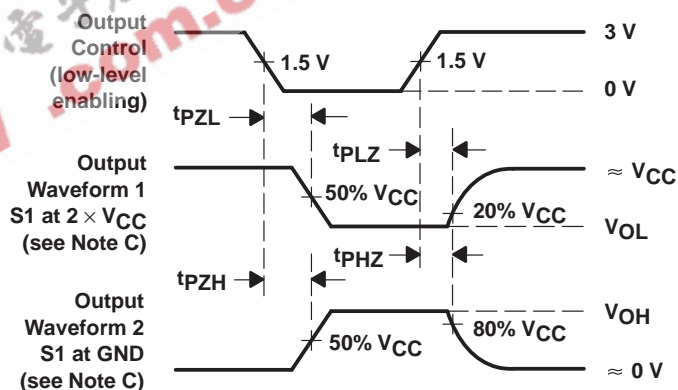 Output
Control
(low-level
enabling)
1.5 V
1.5 V
3 V
0 V
tPZL
tPLZ
Output
Waveform 1
S1 at 2 × VCC
(see Note C)
50% VCC
20% VCC
≈ VCC
VOL
tPZH
tPHZ
Output
Waveform 2
S1 at GND
(see Note C)
50% VCC
80% VCC
VOH
≈ 0 V
.com